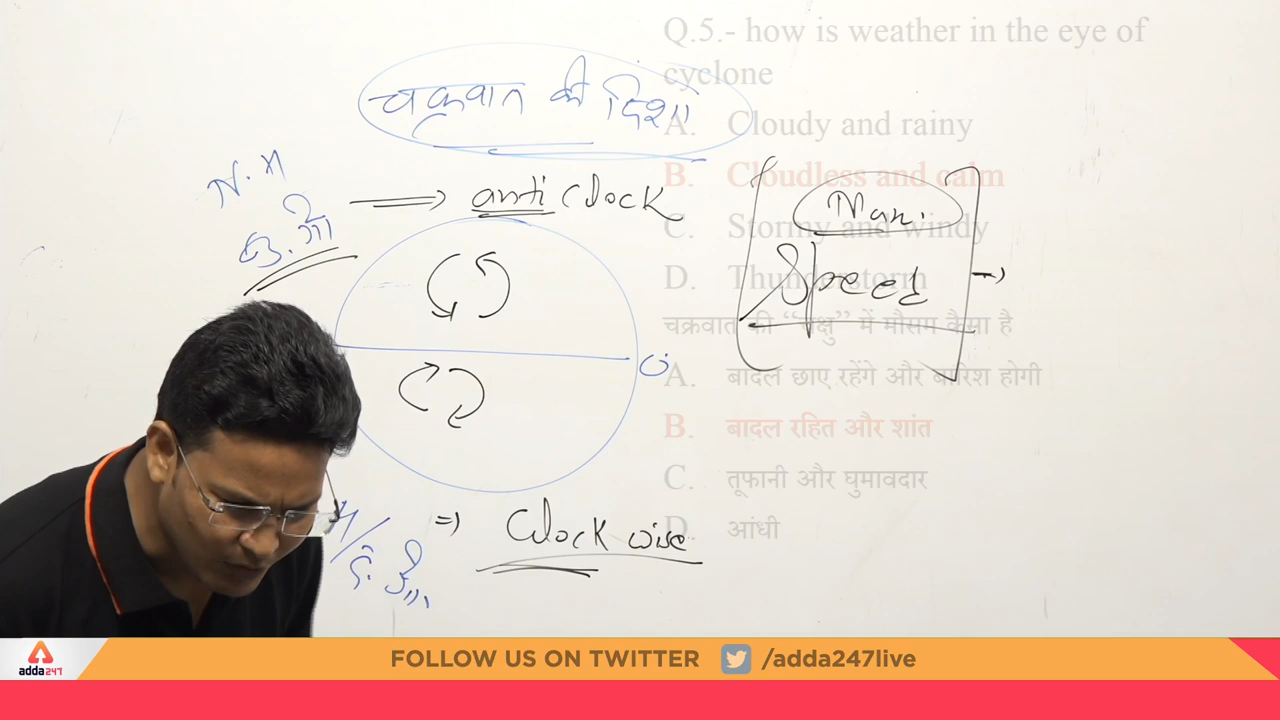 Q.5.- how is weather in the eye of
cyclone
A. Cloudy and rainy
B. Cloudless and calm
C. Stormy and windy
D. Thunderstorm
चक्रवात की “चक्षु” में मौसम कैसा है
A. बादल छाए रहेंगे और बारिश होगी
B. बादल रहित और शांत
C. तूफानी और घुमावदार
D. आंधी
चक्रवात की दिशा
N. H
उ. गो
anti Clock
0
Clock wise
Speed
adda247
FOLLOW US ON TWITTER /adda247live